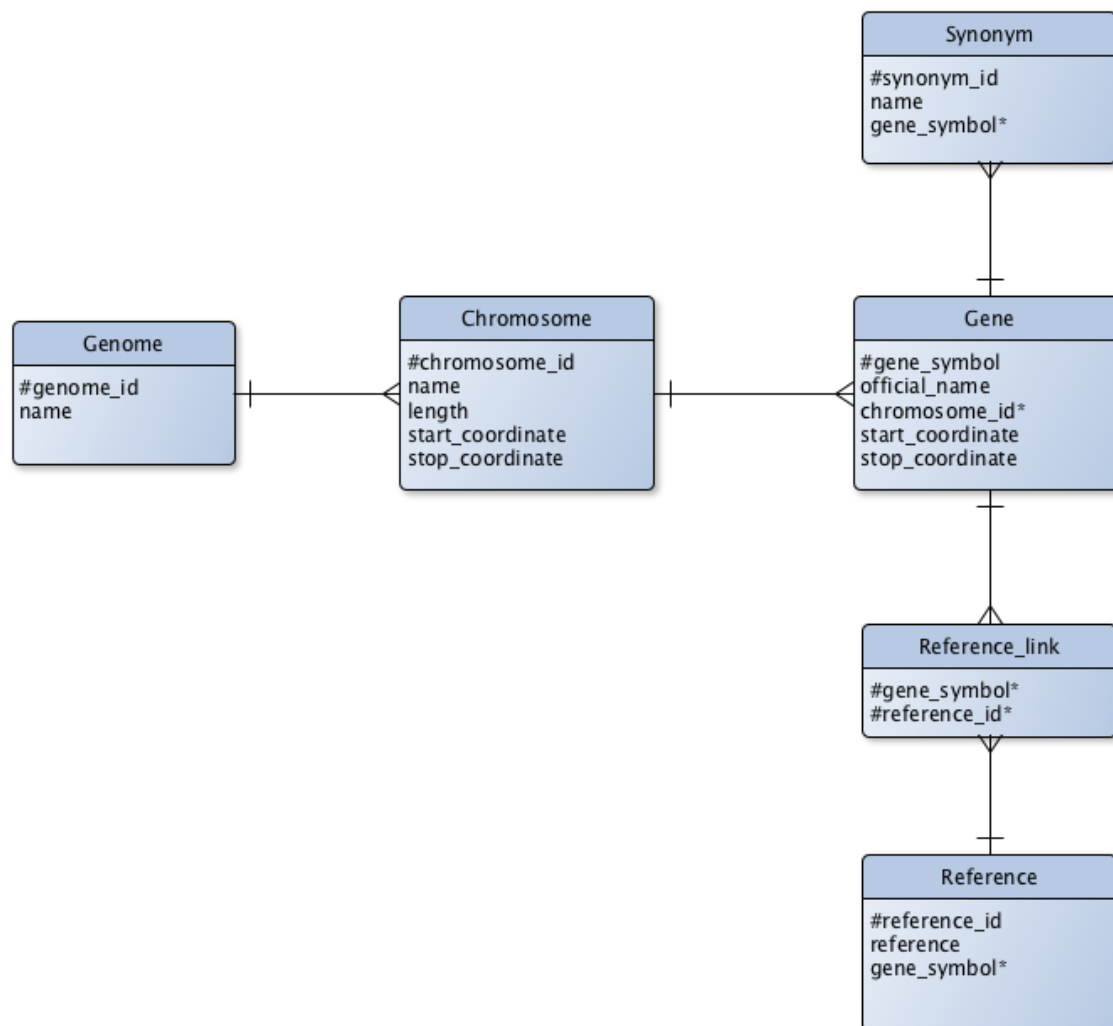 Synonym
#synonym_id
name
gene_symbol*
Genome
#genome_id
name
Chromosome
#chromosome_id
name
length
start_coordinate
stop_coordinate
Gene
#gene_symbol
official_name
chromosome_id*
start_coordinate
stop_coordinate
Reference_link
#gene_symbol*
#reference_id*
Reference
#reference_id
reference
gene_symbol*